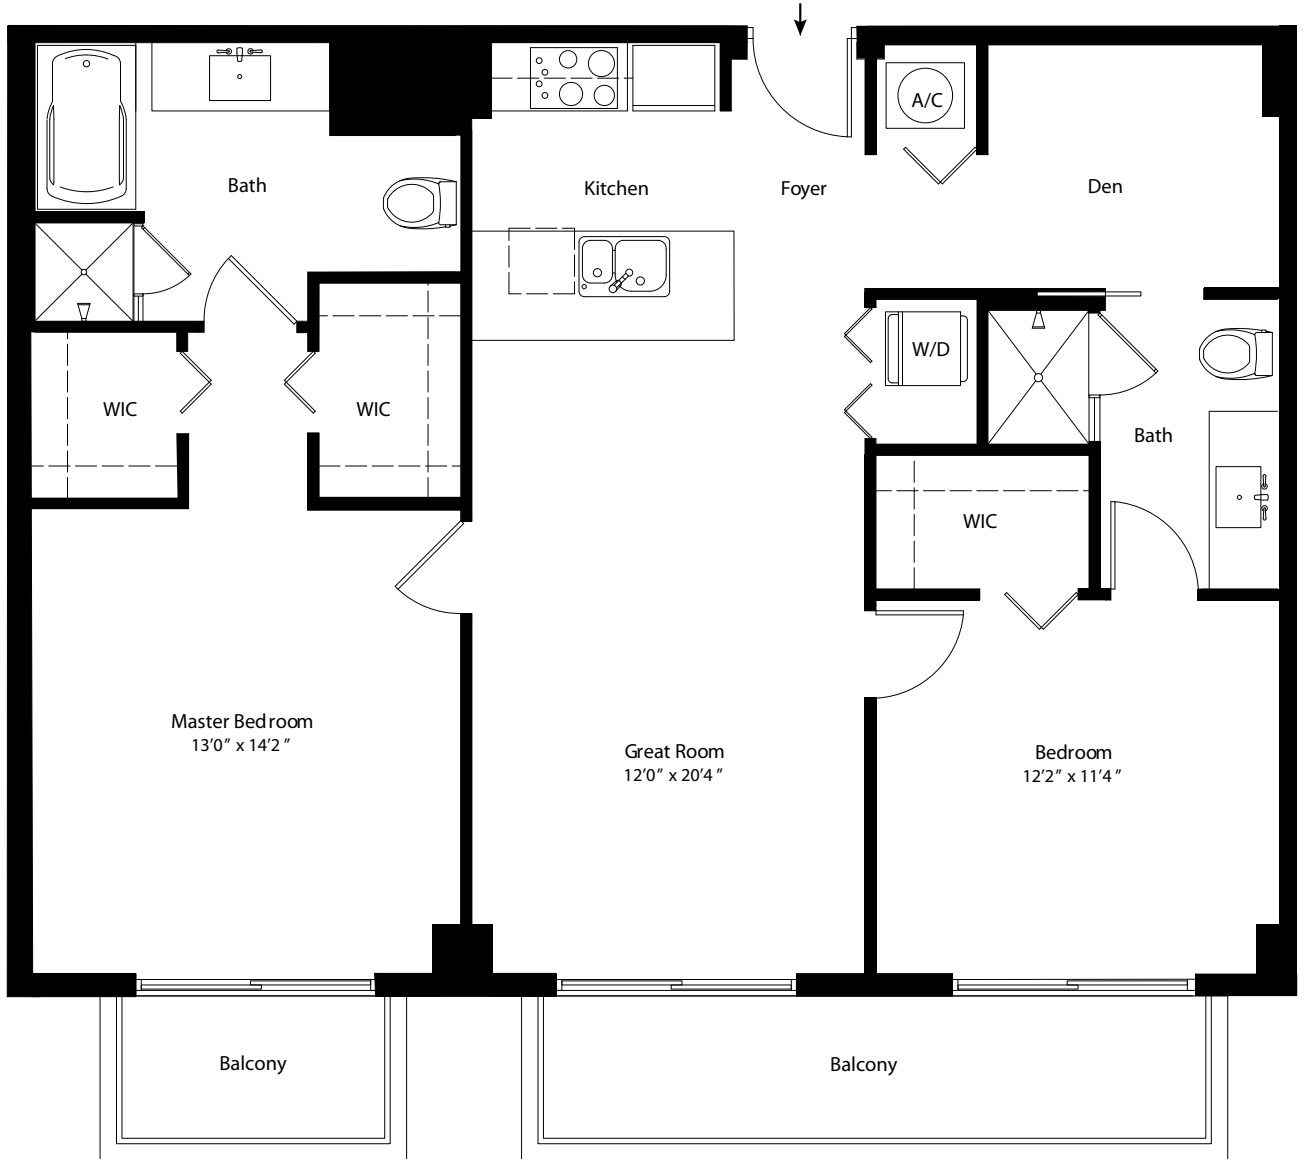 A/C
Bath
Kitchen
Foyer
Den
W/D
WIC
WIC
Bath
WIC
Master Bedroom
13'0" x 14'2"
Great Room
12'0" x 20'4"
Bedroom
12'2" x 11'4"
Balcony
Balcony